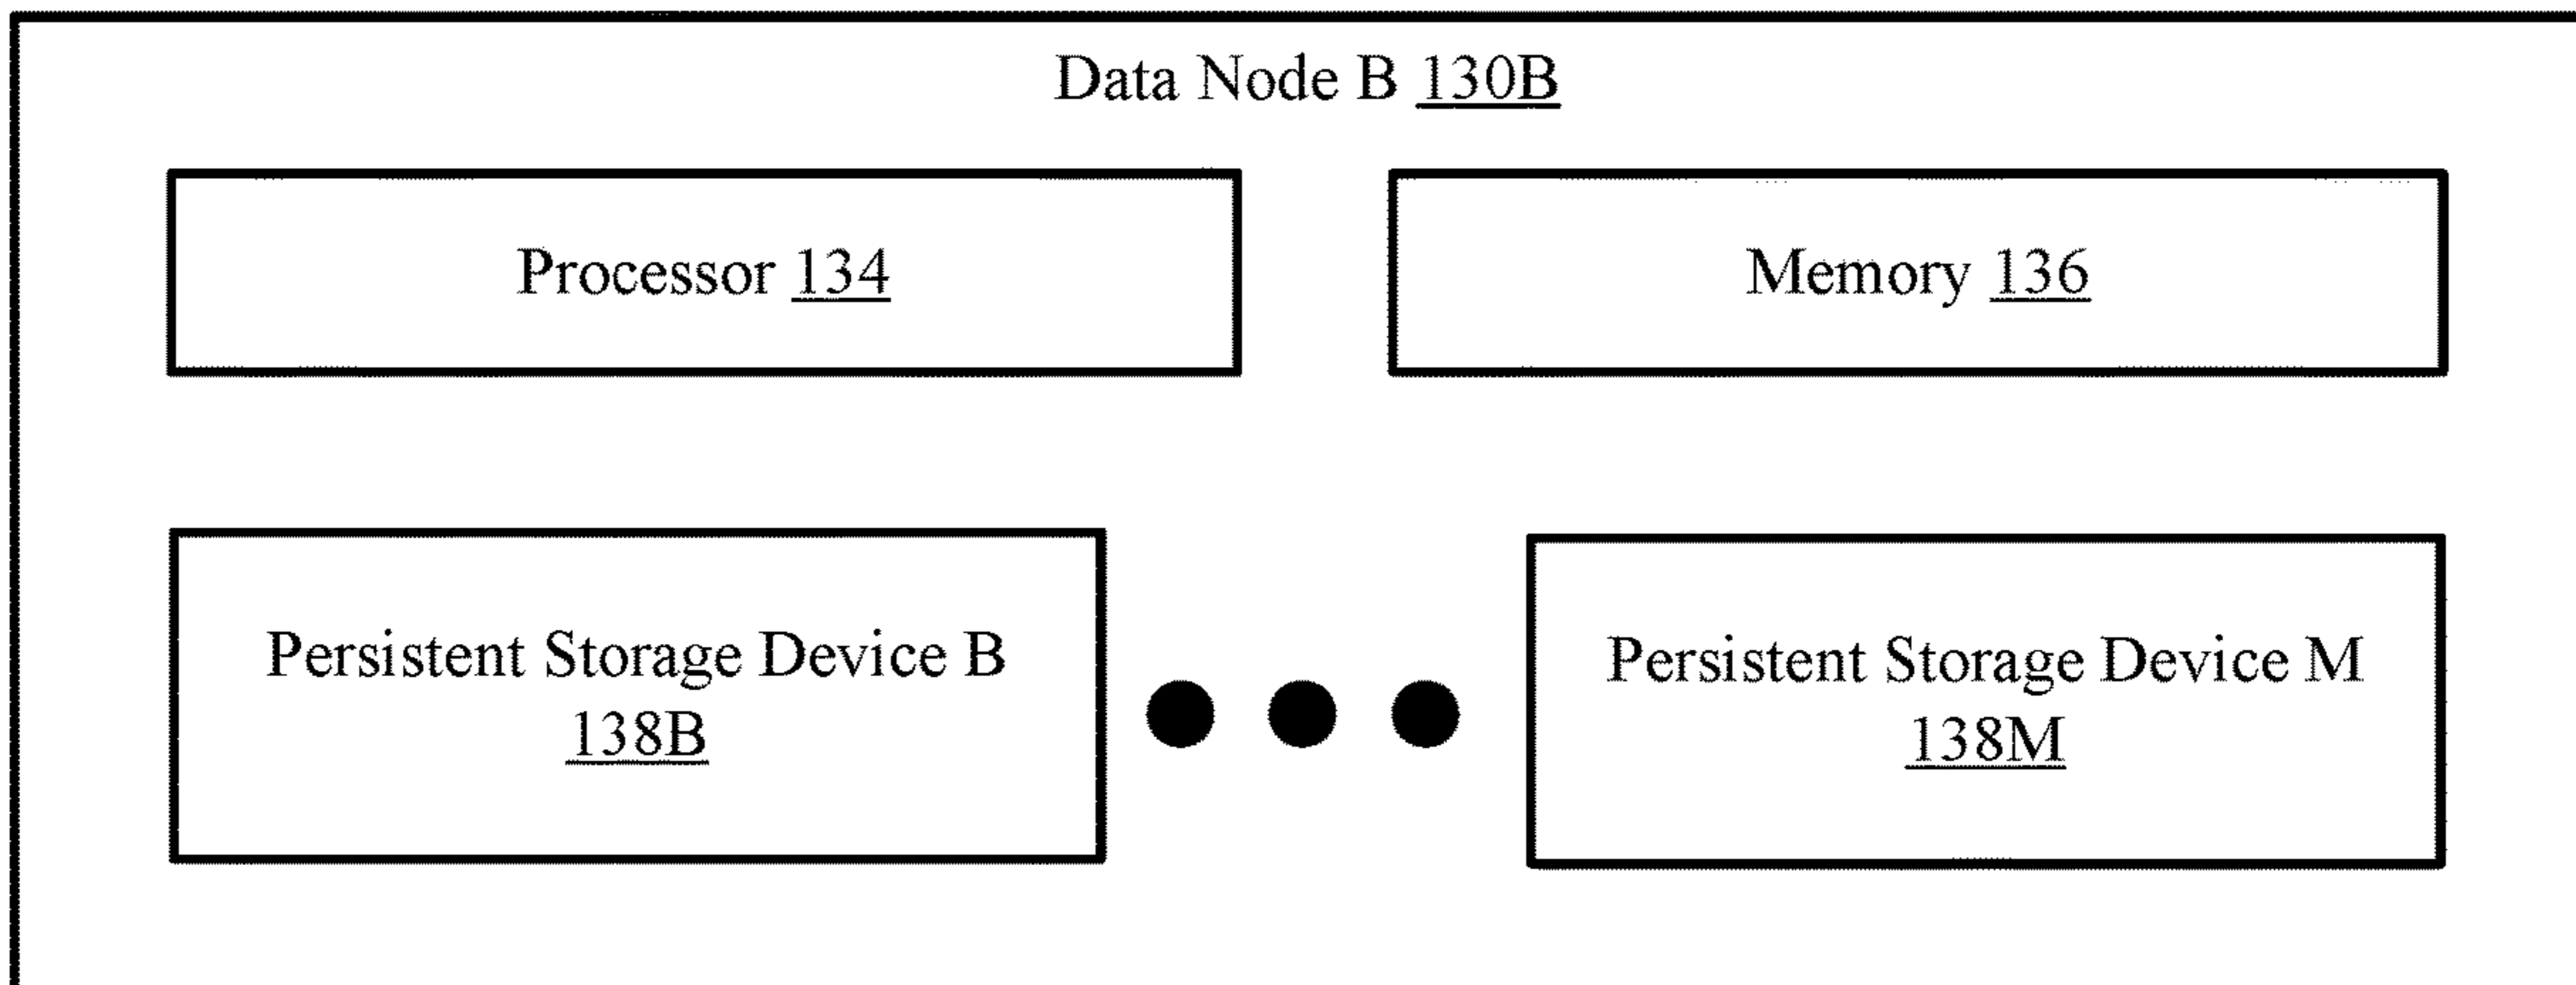 Data Node B 130B
Processor 134
Memory 136
Persistent Storage Device B
138B
Persistent Storage Device M
138M